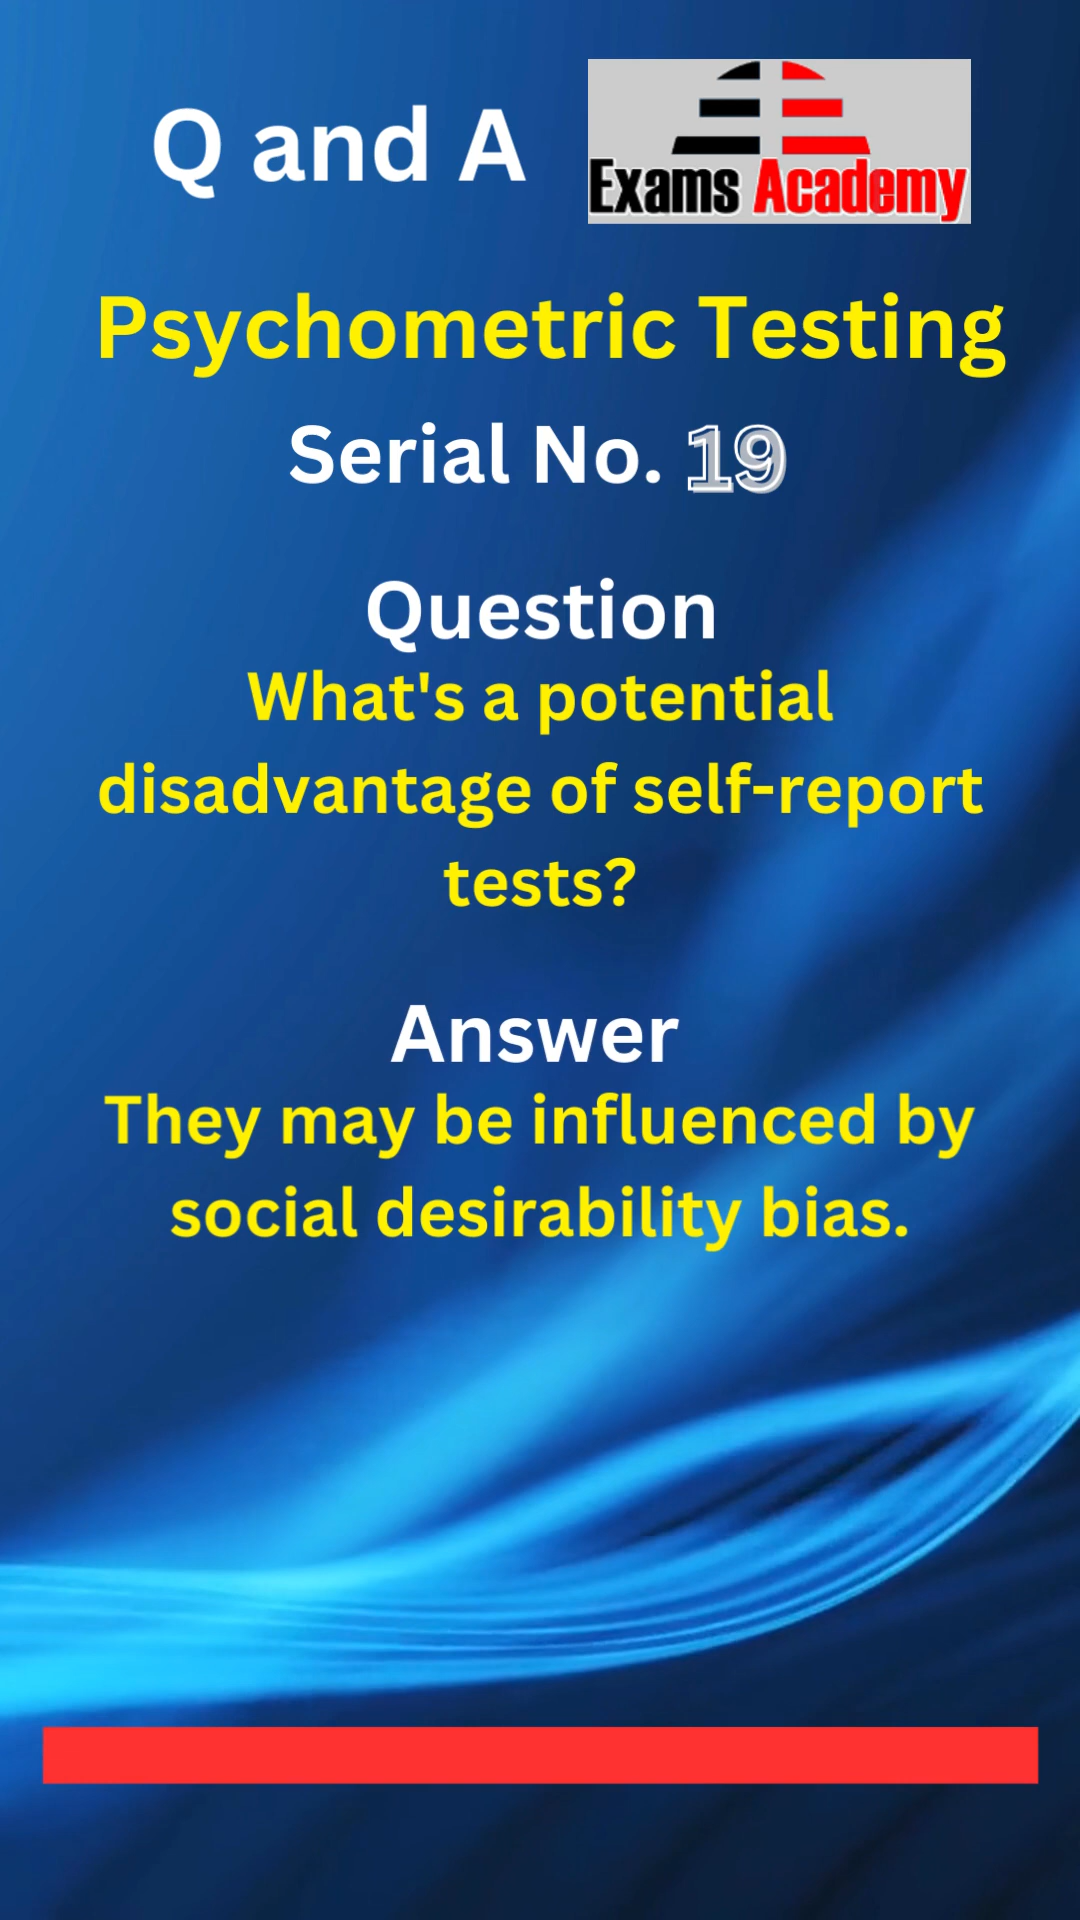 Q and A
Exams Academy
Psychometric Testing
Serial No. 19
Question
What's a potential
disadvantage of self-report
tests?
Answer
They may be influenced by
social desirability bias.